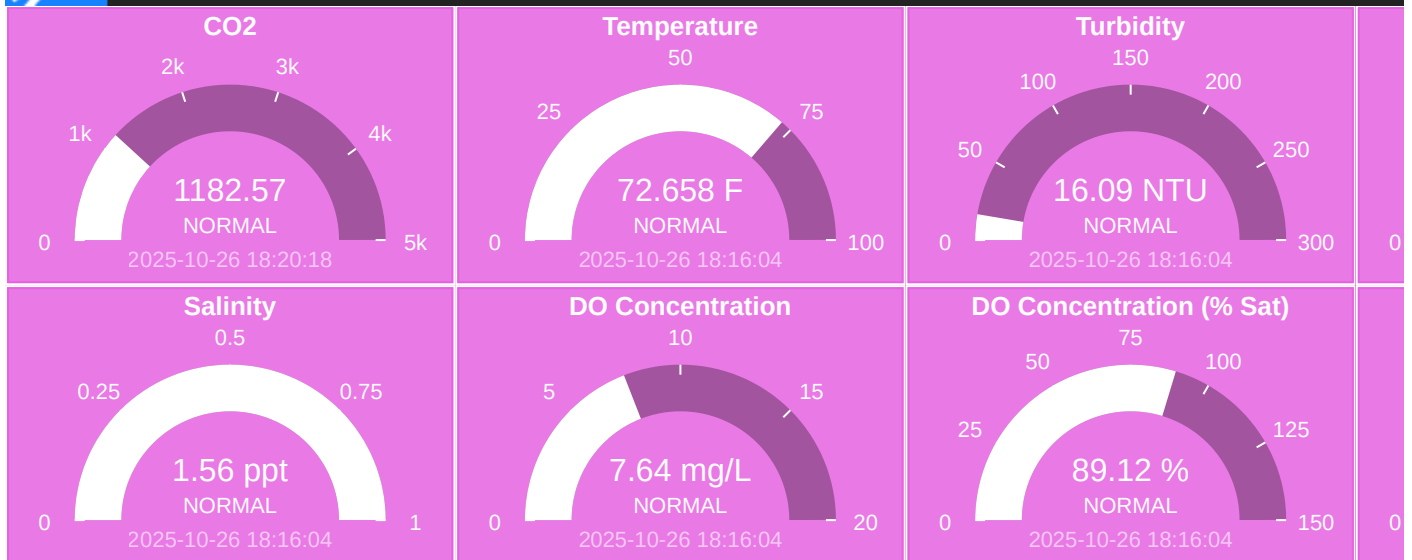 CO2
2k
3k
1k
4k
1182.57
NORMAL
0
5k
2025-10-26 18:20:18
Temperature
50
25
75
72.658 F
NORMAL
0
100
2025-10-26 18:16:04
Turbidity
150
100
200
50
250
16.09 NTU
NORMAL
0
300
2025-10-26 18:16:04
0
Salinity
0.5
0.25
0.75
1.56 ppt
NORMAL
0
1
2025-10-26 18:16:04
DO Concentration
10
5
15
7.64 mg/L
NORMAL
0
20
2025-10-26 18:16:04
DO Concentration (% Sat)
75
50
100
25
125
89.12 %
NORMAL
0
150
2025-10-26 18:16:04
0